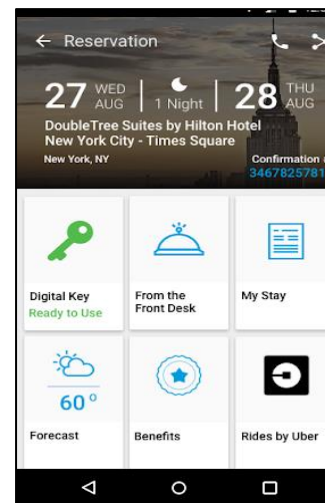 Reservation
27 WED AUG
1 Night
28 THU AUG
DoubleTree Suites by Hilton Hotel
New York City - Times Square
New York, NY
Confirmation
3467825781
Digital Key
Ready to Use
From the
Front Desk
My Stay
60°
Forecast
Benefits
Rides by Uber